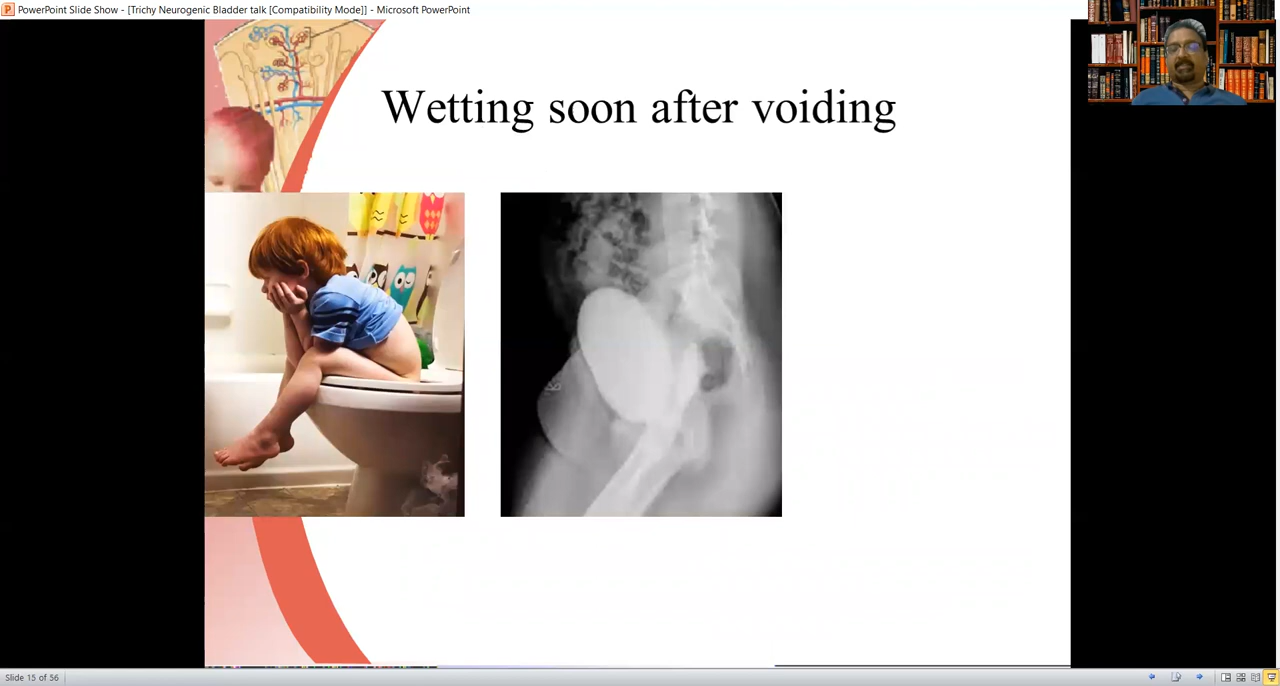 PowerPoint Slide Show - [Trichy Neurogenic Bladder talk [Compatibility Mode]] - Microsoft PowerPoint
Wetting soon after voiding
Slide 15 of 56